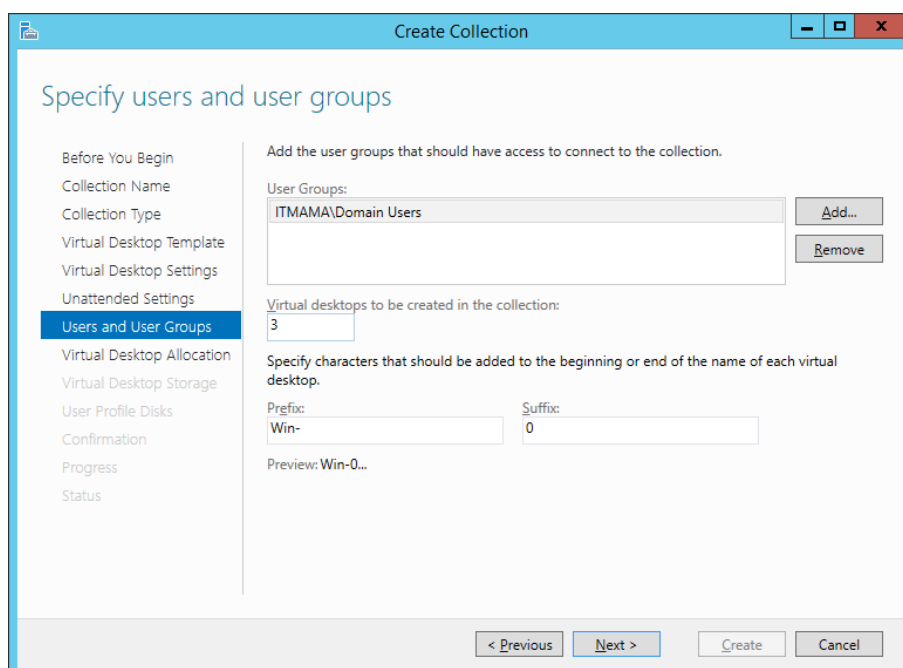 Create Collection
Specify users and user groups
Before You Begin
Collection Name
Collection Type
Virtual Desktop Template
Virtual Desktop Settings
Unattended Settings
Users and User Groups
Virtual Desktop Allocation
Virtual Desktop Storage
User Profile Disks
Confirmation
Progress
Status
Add the user groups that should have access to connect to the collection.
User Groups:
ITMAMA\Domain Users
Add...
Remove
Virtual desktops to be created in the collection:
3
Specify characters that should be added to the beginning or end of the name of each virtual
desktop.
Prefix: Suffix:
Win- 0
Preview: Win-0...
< Previous Next > Create Cancel